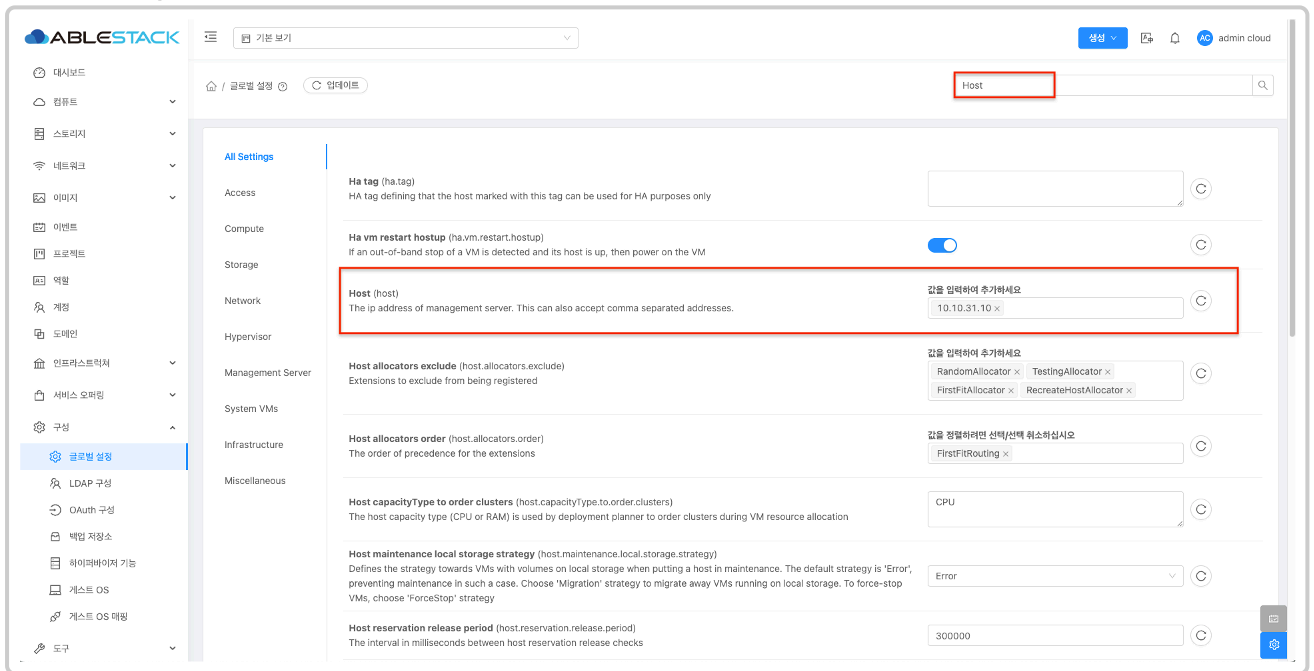 ABLESTACK
기본 보기
생성
AC
admin cloud
대시보드
컴퓨트
스토리지
네트워크
이미지
이벤트
프로젝트
역할
계정
도메인
인프라스트럭쳐
서비스 오퍼링
구성
글로벌 설정
LDAP 구성
OAuth 구성
백업 저장소
하이퍼바이저 기능
게스트 OS
게스트 OS 매핑
도구
/ 글로벌 설정
업데이트
Host
All Settings
Access
Compute
Storage
Network
Hypervisor
Management Server
System VMs
Infrastructure
Miscellaneous
Ha tag (ha.tag)
HA tag defining that the host marked with this tag can be used for HA purposes only
Ha vm restart hostup (ha.vm.restart.hostup)
If an out-of-band stop of a VM is detected and its host is up, then power on the VM
Host (host)
The ip address of management server. This can also accept comma separated addresses.
값을 입력하여 추가하세요
10.10.31.10 ×
Host allocators exclude (host.allocators.exclude)
Extensions to exclude from being registered
값을 입력하여 추가하세요
RandomAllocator × TestingAllocator ×
FirstFitAllocator × RecreateHostAllocator ×
Host allocators order (host.allocators.order)
The order of precedence for the extensions
값을 정렬하려면 선택/선택 취소하십시오
FirstFitRouting ×
Host capacityType to order clusters (host.capacityType.to.order.clusters)
The host capacity type (CPU or RAM) is used by deployment planner to order clusters during VM resource allocation
CPU
Host maintenance local storage strategy (host.maintenance.local.storage.strategy)
Defines the strategy towards VMs with volumes on local storage when putting a host in maintenance. The default strategy is 'Error',
preventing maintenance in such a case. Choose 'Migration' strategy to migrate away VMs running on local storage. To force-stop
VMs, choose 'ForceStop' strategy
Error
Host reservation release period (host.reservation.release.period)
The interval in milliseconds between host reservation release checks
300000